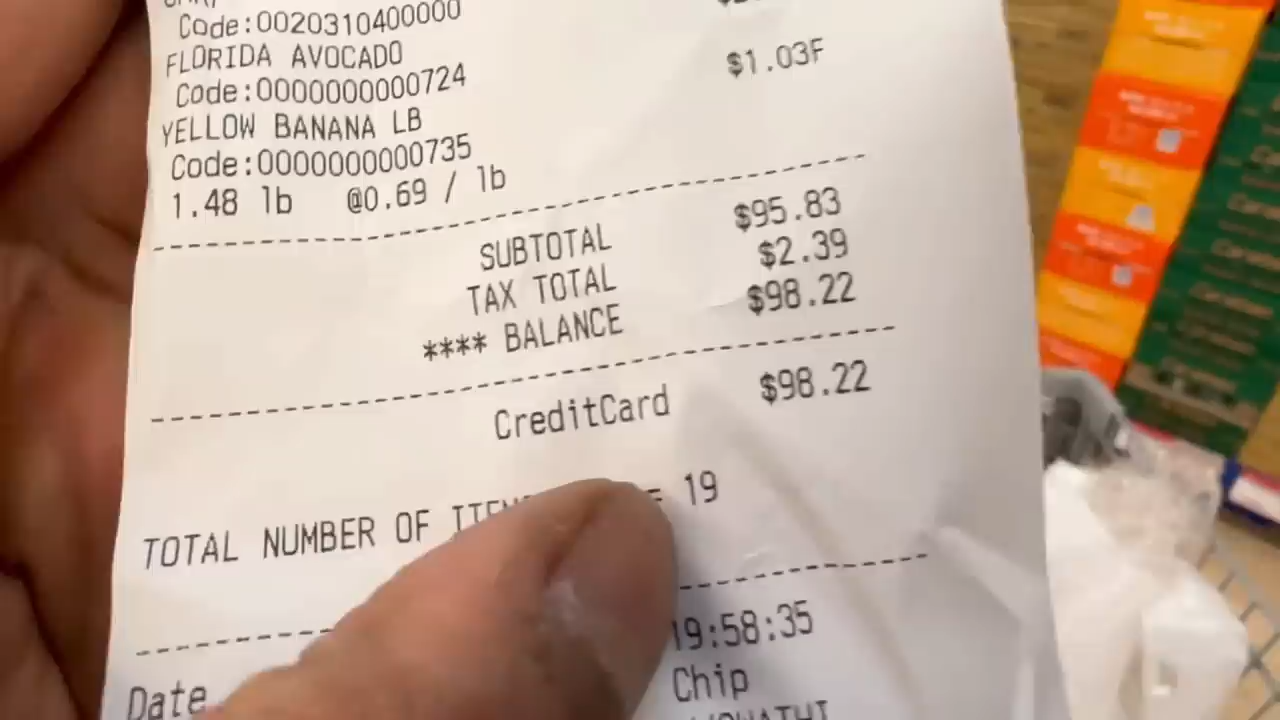 Code:0020310400000
FLORIDA AVOCADO
Code:0000000000724
YELLOW BANANA LB $1.03F
Code:0000000000735
1.48 lb @0.69 / lb
SUBTOTAL $95.83
TAX TOTAL $2.39
**** BALANCE $98.22
CreditCard $98.22
TOTAL NUMBER OF = 19
Date 19:58:35
Chip